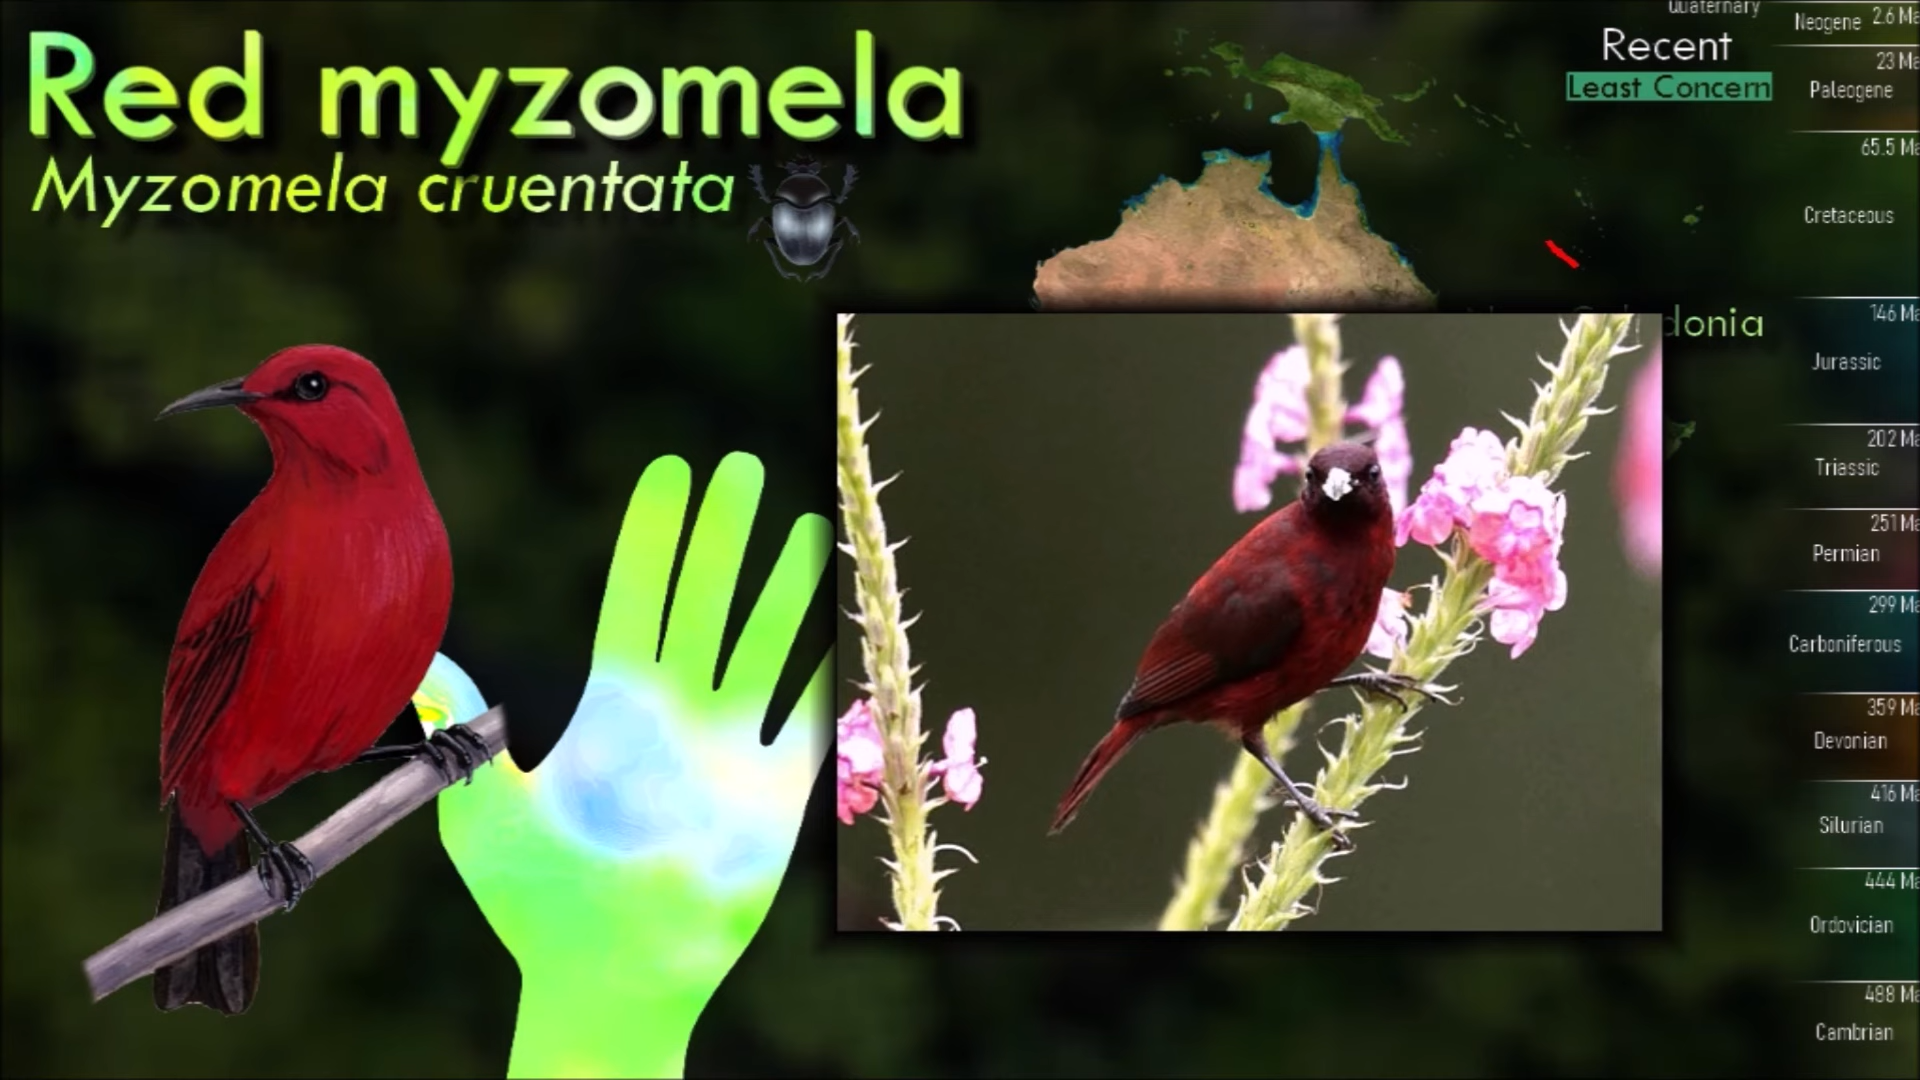 Red myzomela
Myzomela cruentata
Quaternary
Recent
Least Concern
donia
2.6 Ma
Neogene
23 Ma
Paleogene
65.5 Ma
Cretaceous
146 Ma
Jurassic
202 Ma
Triassic
251 Ma
Permian
299 Ma
Carboniferous
359 Ma
Devonian
416 Ma
Silurian
444 Ma
Ordovician
488 Ma
Cambrian